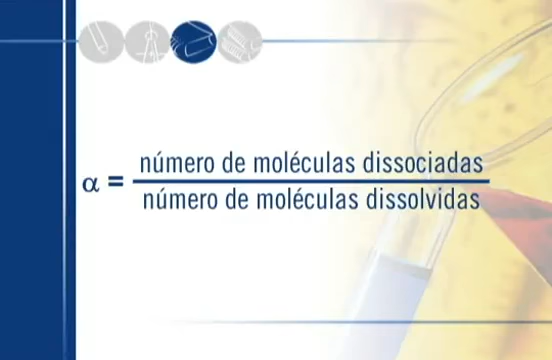 α = número de moléculas dissociadas
número de moléculas dissolvidas